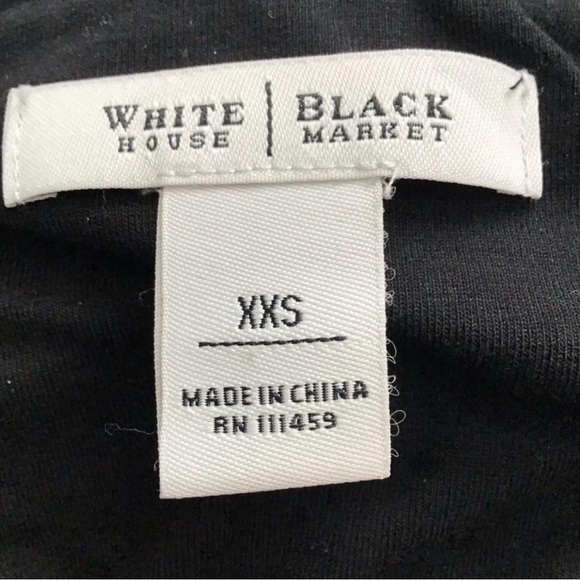 WHITE HOUSE | BLACK MARKET
XXS
MADE IN CHINA
RN 111459